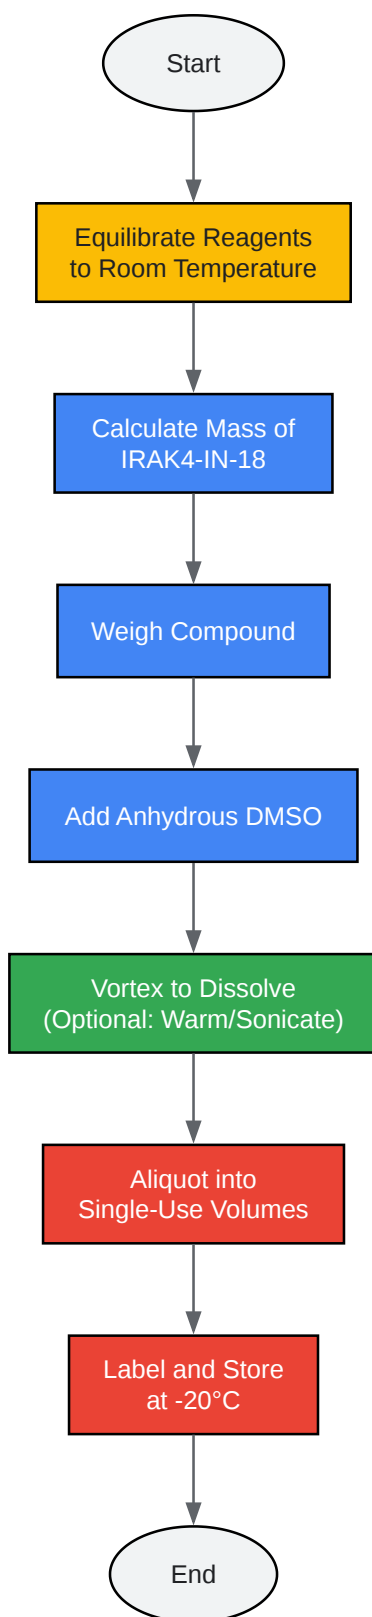 Start
Equilibrate Reagents
to Room Temperature
Calculate Mass of
IRAK4-IN-18
Weigh Compound
Add Anhydrous DMSO
Vortex to Dissolve
(Optional: Warm/Sonicate)
Aliquot into
Single-Use Volumes
Label and Store
at -20°C
End